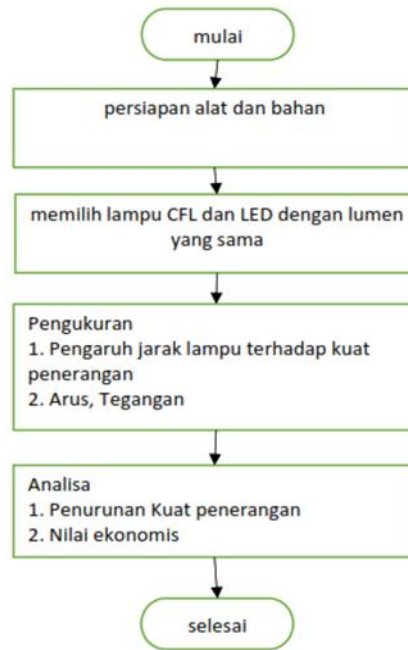 mulai
persiapan alat dan bahan
memilih lampu CFL dan LED dengan lumen
yang sama
Pengukuran
1. Pengaruh jarak lampu terhadap kuat
penerangan
2. Arus, Tegangan
Analisa
1. Penurunan Kuat penerangan
2. Nilai ekonomis
selesai